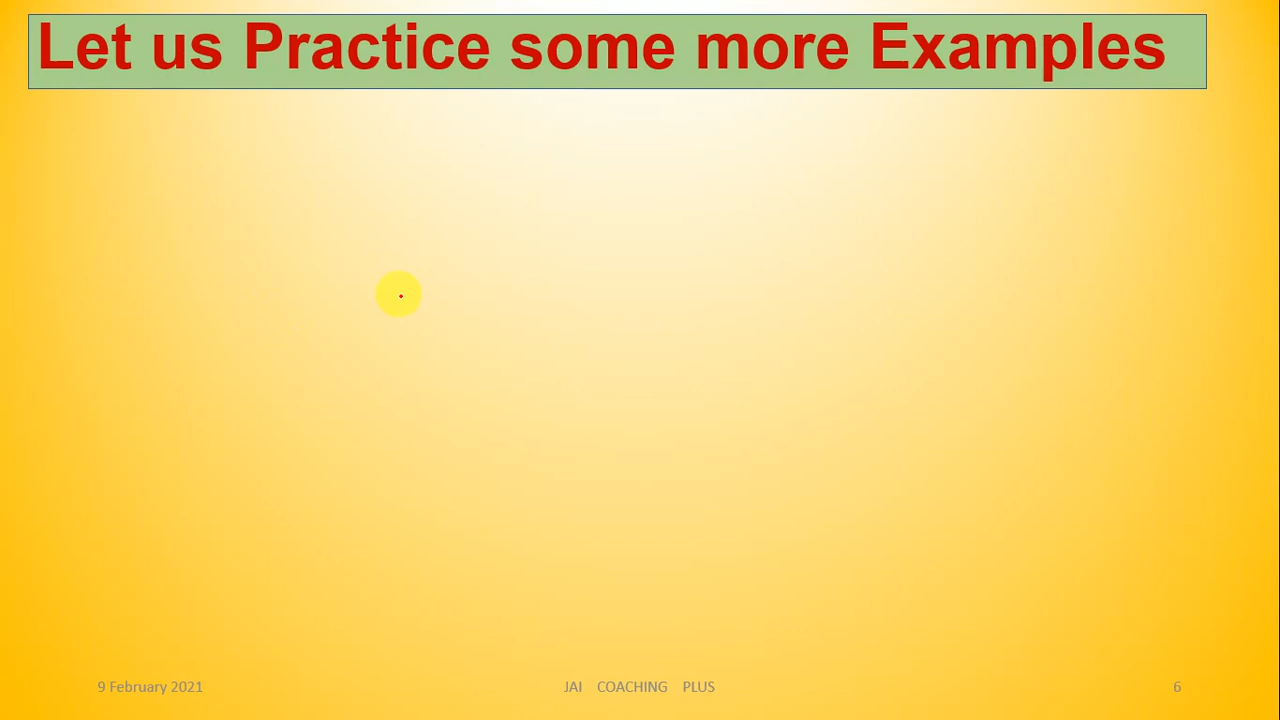 Let us Practice some more Examples
9 February 2021
JAI COACHING PLUS
6